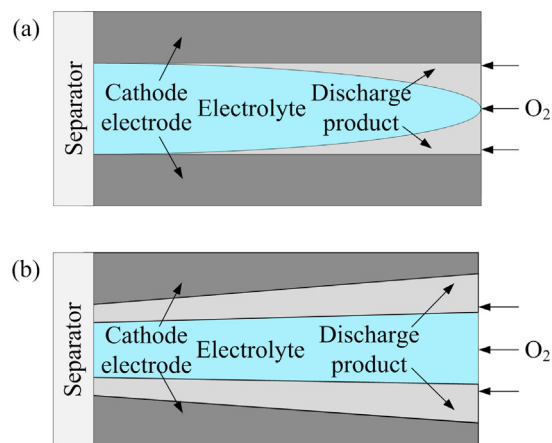 (a)
Separator
Cathode electrode
Electrolyte
Discharge product
O2
(b)
Separator
Cathode electrode
Electrolyte
Discharge product
O2